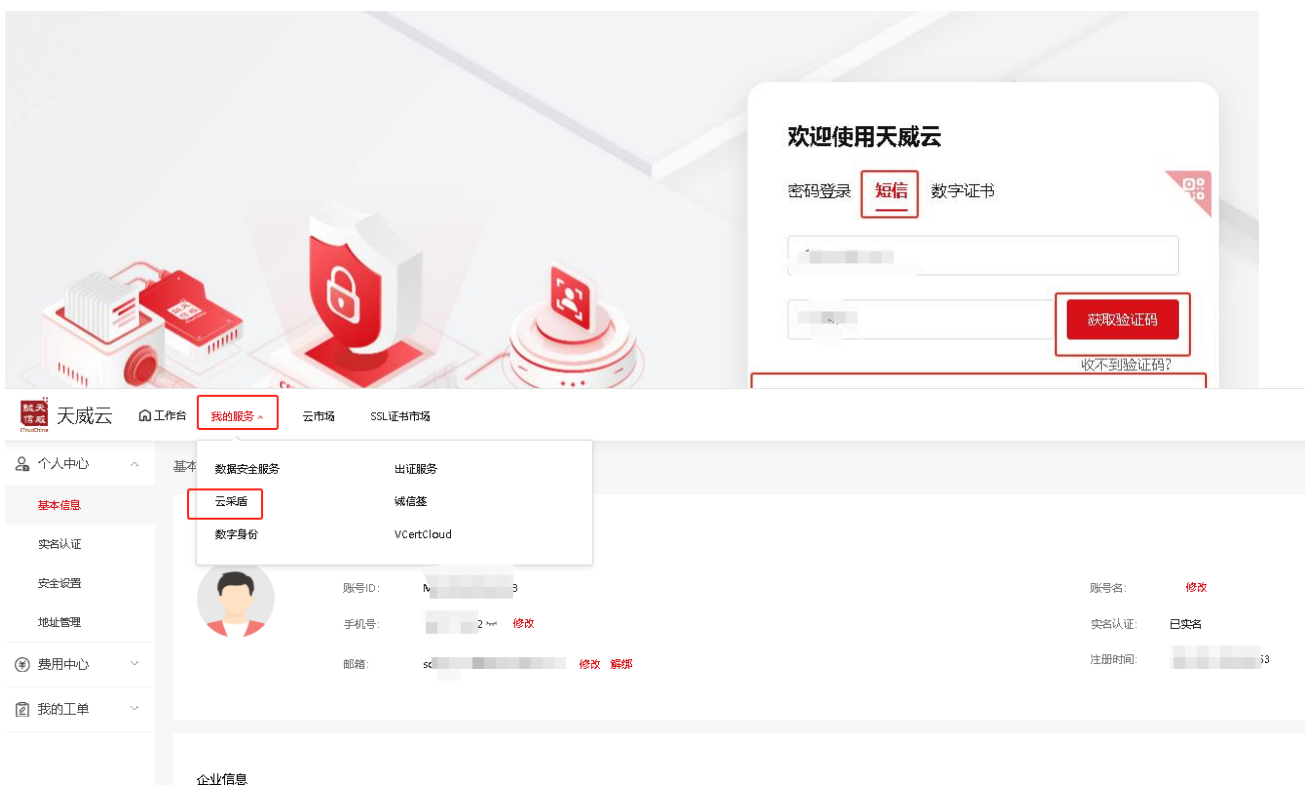 欢迎使用天威云
密码登录 短信 数字证书
获取验证码
收不到验证码?
天威云 工作台 我的服务 云市场 SSL证书市场
个人中心
基本信息
实名认证
安全设置
地址管理
费用中心
我的工单
基本
数据安全服务 出证服务
云采盾 诚信签
数字身份 VCertCloud
账号ID: 3 账号名: 修改
手机号: 2 修改 实名认证: 已实名
邮箱: 修改 解绑 注册时间: 53
企业信息